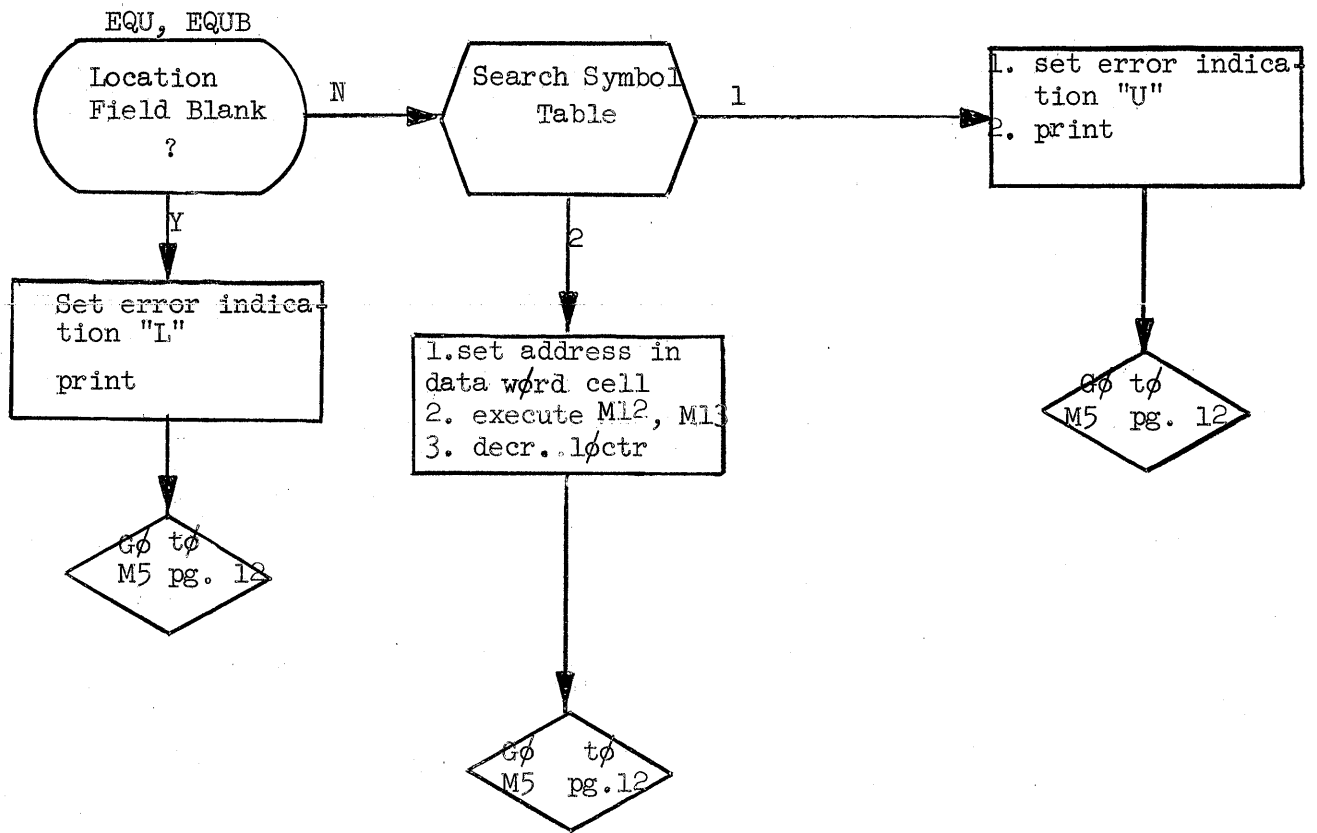 EQU, EQUB
Location
Field Blank
?
N
Search Symbol
Table
1
1. set error indica-
tion "U"
2. print
Y
2
Set error indica-
tion "L"
print
1.set address in
data wørd cell
2. execute M12, M13
3. decr. løctr
Gø tø
M5 pg. 12
Gø tø
M5 pg. 12
Gø tø
M5 pg.12